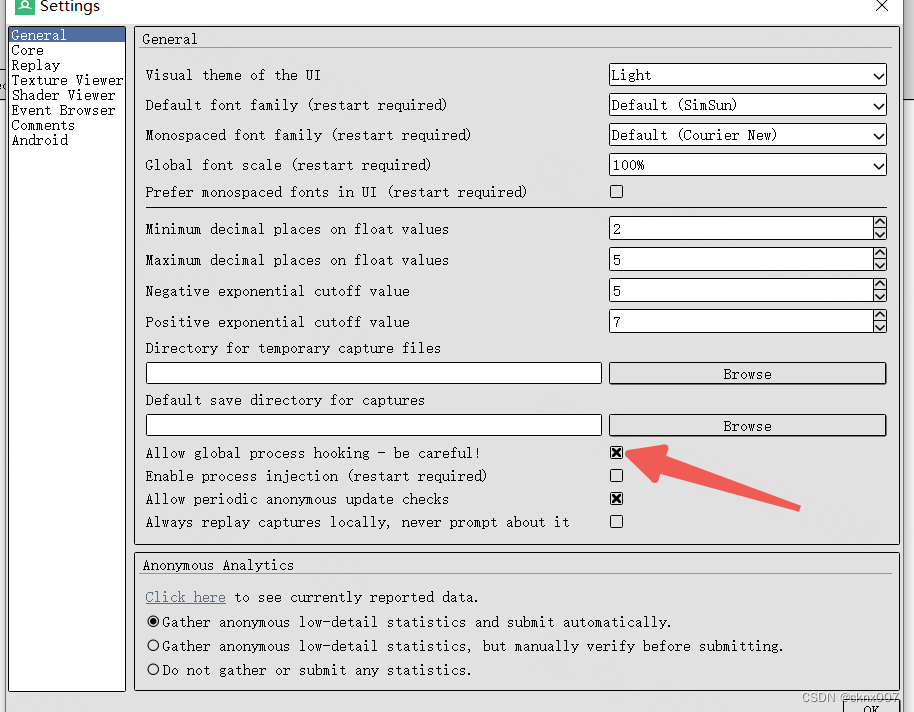 Settings
General
Core
Replay
Texture Viewer
Shader Viewer
Event Browser
Comments
Android
General
Visual theme of the UI
Light
Default font family (restart required)
Default (SimSun)
Monospaced font family (restart required)
Default (Courier New)
Global font scale (restart required)
100%
Prefer monospaced fonts in UI (restart required)
Minimum decimal places on float values
2
Maximum decimal places on float values
5
Negative exponential cutoff value
5
Positive exponential cutoff value
7
Directory for temporary capture files
Browse
Default save directory for captures
Browse
Allow global process hooking - be careful!
Enable process injection (restart required)
Allow periodic anonymous update checks
Always replay captures locally, never prompt about it
Anonymous Analytics
Click here to see currently reported data.
Gather anonymous low-detail statistics and submit automatically.
Gather anonymous low-detail statistics, but manually verify before submitting.
Do not gather or submit any statistics.
CSDN @cknx007
OK